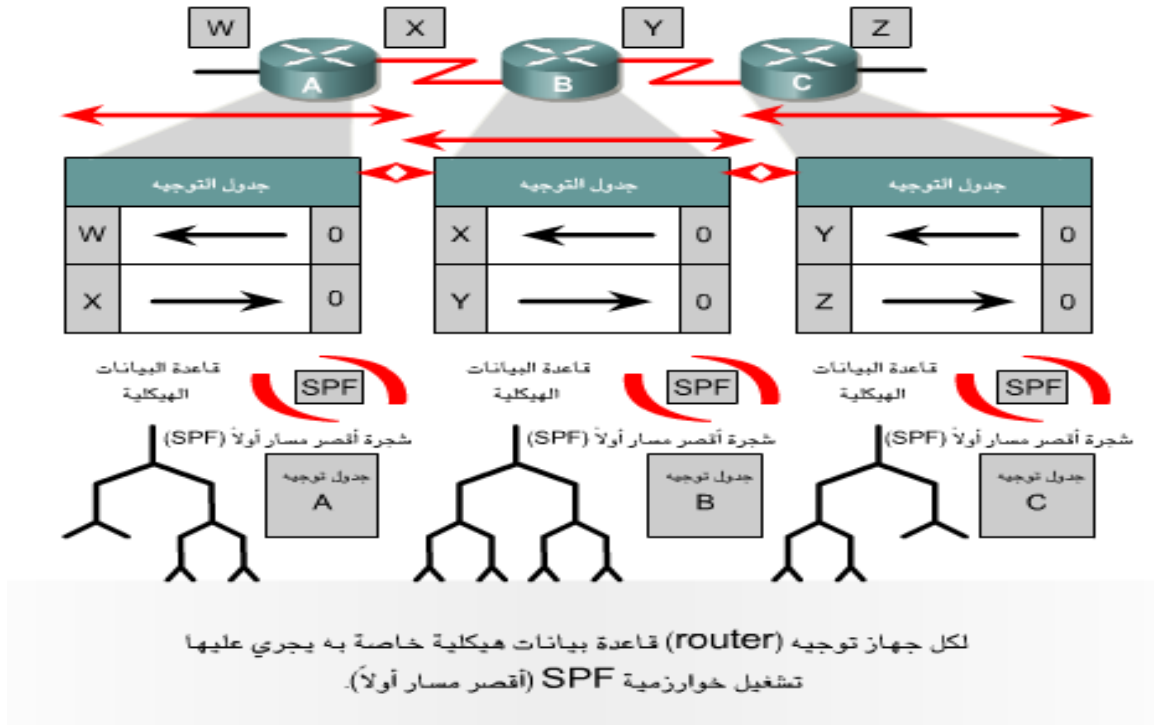 W
X
Y
Z
A
B
C
جدول التوجيه
W
0
X
0
جدول التوجيه
X
0
Y
0
جدول التوجيه
Y
0
Z
0
قاعدة البيانات
الهيكلية
SPF
شجرة أقصر مسار أولاً (SPF)
جدول توجيه
A
قاعدة البيانات
الهيكلية
SPF
شجرة أقصر مسار أولاً (SPF)
جدول توجيه
B
قاعدة البيانات
الهيكلية
SPF
شجرة أقصر مسار أولاً (SPF)
جدول توجيه
C
لكل جهاز توجيه (router) قاعدة بيانات هيكلية خاصة به يجري عليها
تشغيل خوارزمية SPF (أقصر مسار أولاً).